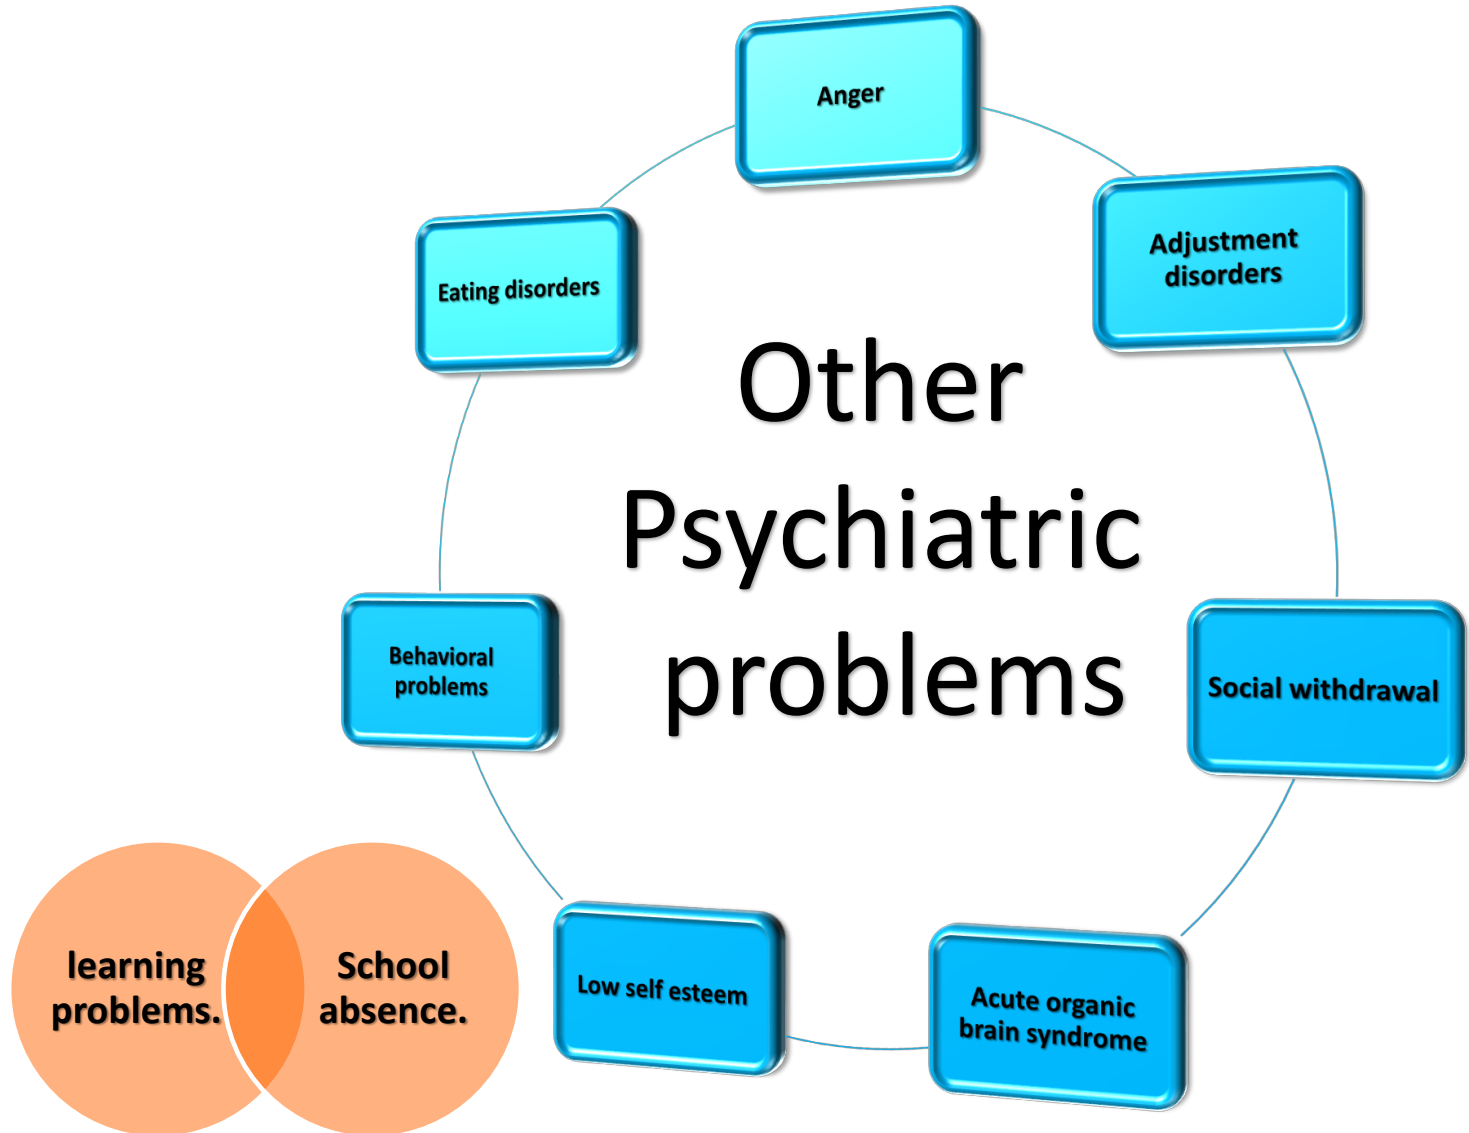 Anger
Adjustment
disorders
Eating disorders
Other
Psychiatric
problems
Behavioral
problems
Social withdrawal
Low self esteem
Acute organic
brain syndrome
learning
problems.
School
absence.